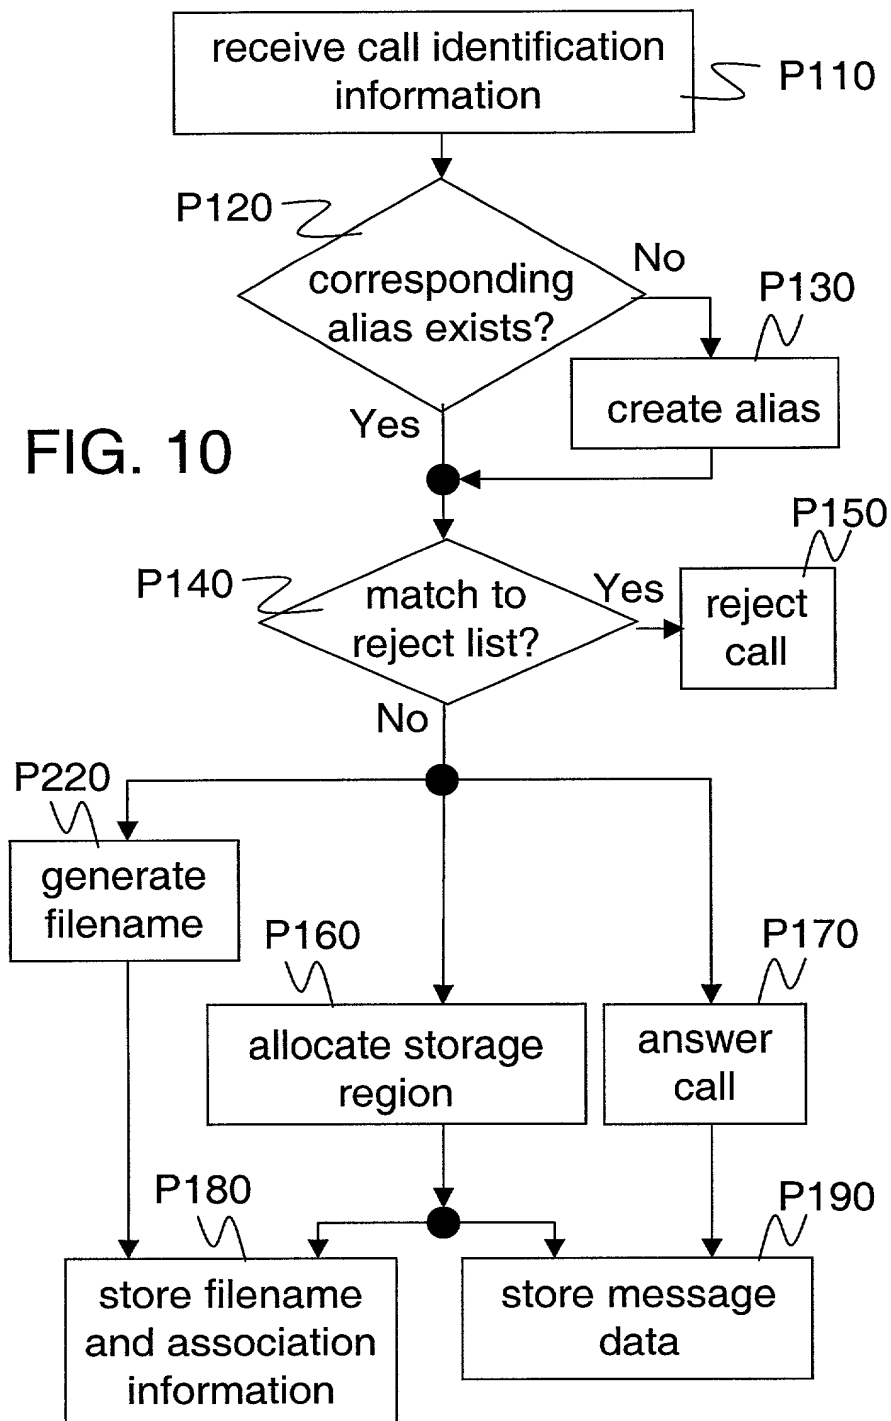 receive call identification
information
P110
P120
corresponding
alias exists?
No
P130
create alias
Yes
FIG. 10
P140
match to
reject list?
Yes
P150
reject
call
No
P220
generate
filename
P160
allocate storage
region
P170
answer
call
P180
store filename
and association
information
P190
store message
data